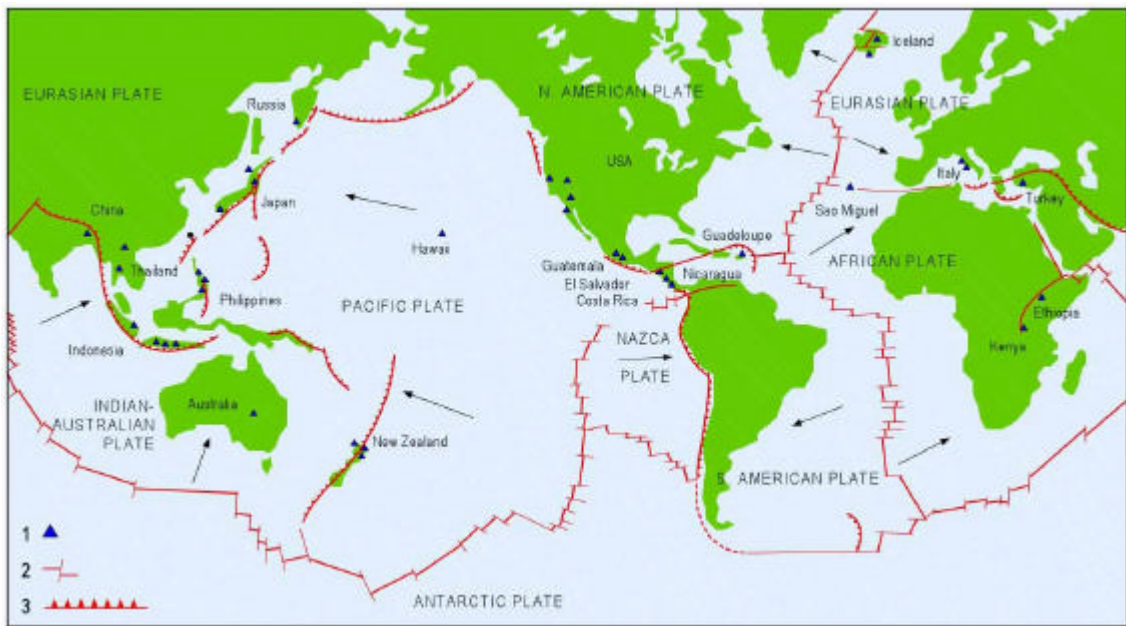 Iceland
EURASIAN PLATE
N. AMERICAN PLATE
EURASIAN PLATE
Russia
USA
Italy
Japan
Turkey
China
Sao Miguel
Hawaii
Guadeloupe
Thailand
Guatemala
Nicaragua
AFRICAN PLATE
El Salvador
Philippines
PACIFIC PLATE
Costa Rica
Ethiopia
NAZCA
PLATE
Kenya
Indonesia
Australia
INDIAN-
AUSTRALIAN
PLATE
New Zealand
S. AMERICAN PLATE
1
2
3
ANTARCTIC PLATE